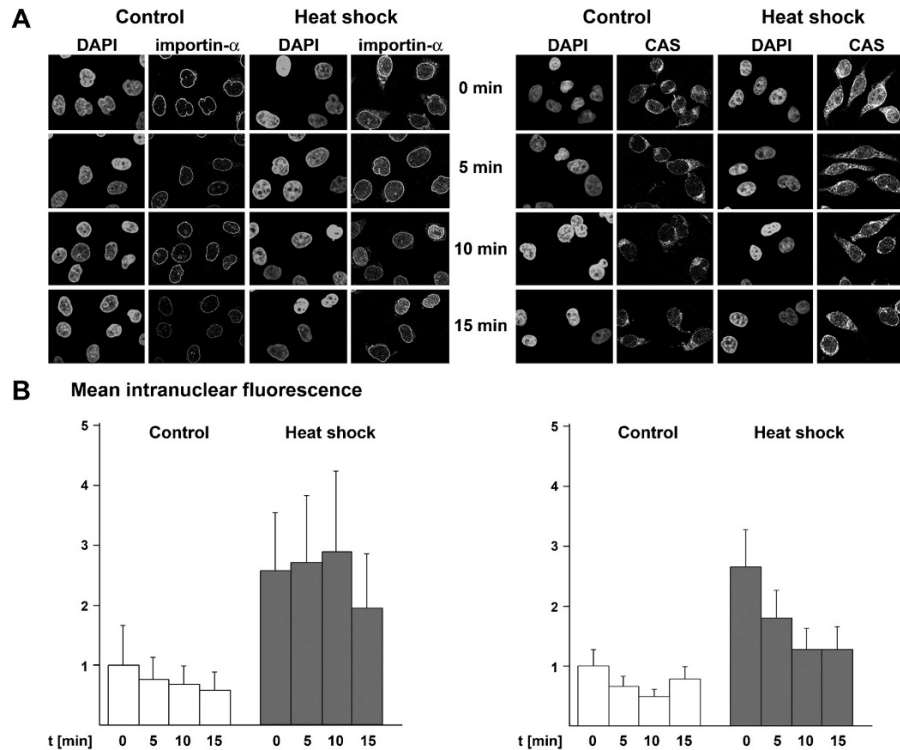 A
Control Heat shock Control Heat shock
DAPI importin-α DAPI importin-α DAPI CAS DAPI CAS
0 min
5 min
10 min
15 min
B Mean intranuclear fluorescence
Control Heat shock
5
4
3
2
1
t [min] 0 5 10 15 0 5 10 15
Control Heat shock
5
4
3
2
1
t [min] 0 5 10 15 0 5 10 15